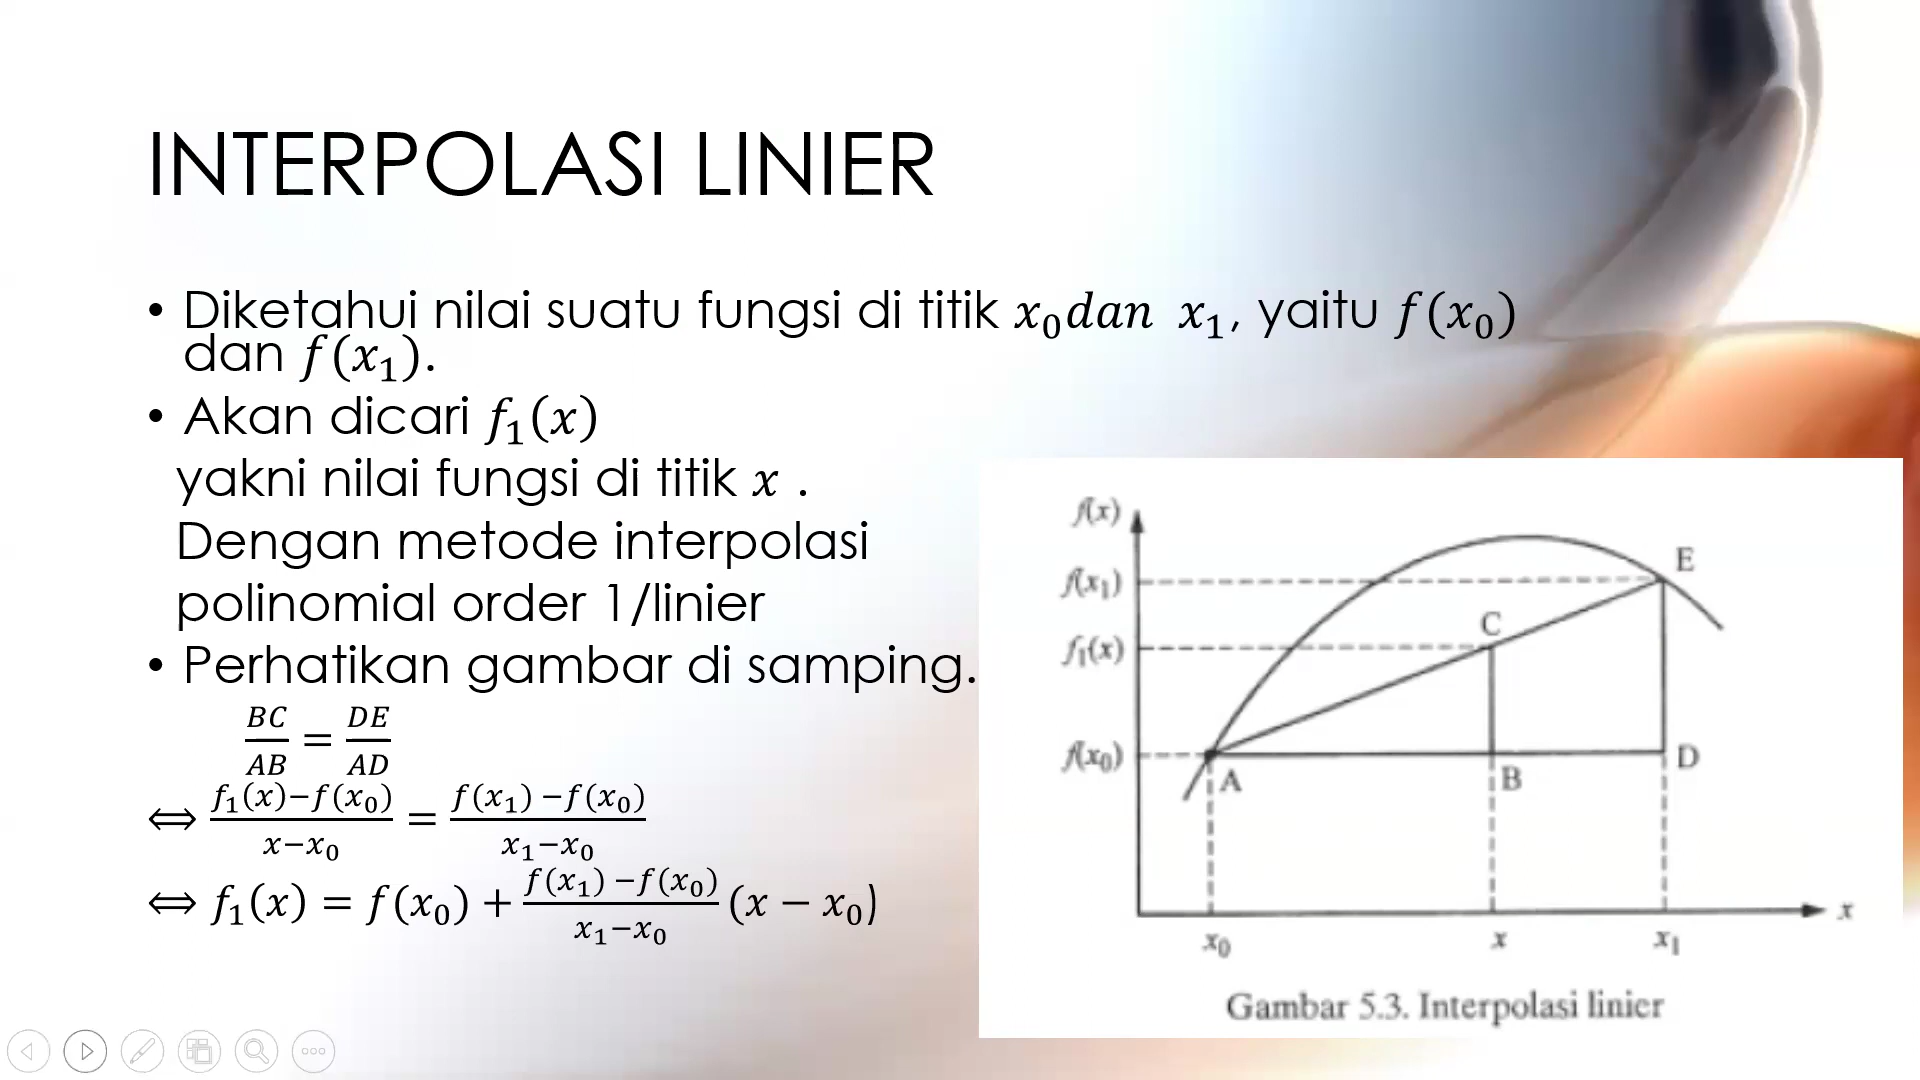 INTERPOLASI LINIER
• Diketahui nilai suatu fungsi di titik x₀dan x₁, yaitu f(x₀)
dan f(x₁).
• Akan dicari f₁(x)
yakni nilai fungsi di titik x .
Dengan metode interpolasi
polinomial order 1/linier
• Perhatikan gambar di samping.
BC/AB = DE/AD
⟺ (f₁(x)−f(x₀))/(x−x₀) = (f(x₁) −f(x₀))/(x₁−x₀)
⟺ f₁(x) = f(x₀) + (f(x₁) −f(x₀))/(x₁−x₀) (x − x₀)
f(x)
E
f(x₁)
C
f₁(x)
f(x₀)
A
B
D
x
x₀
x
x₁
Gambar 5.3. Interpolasi linier